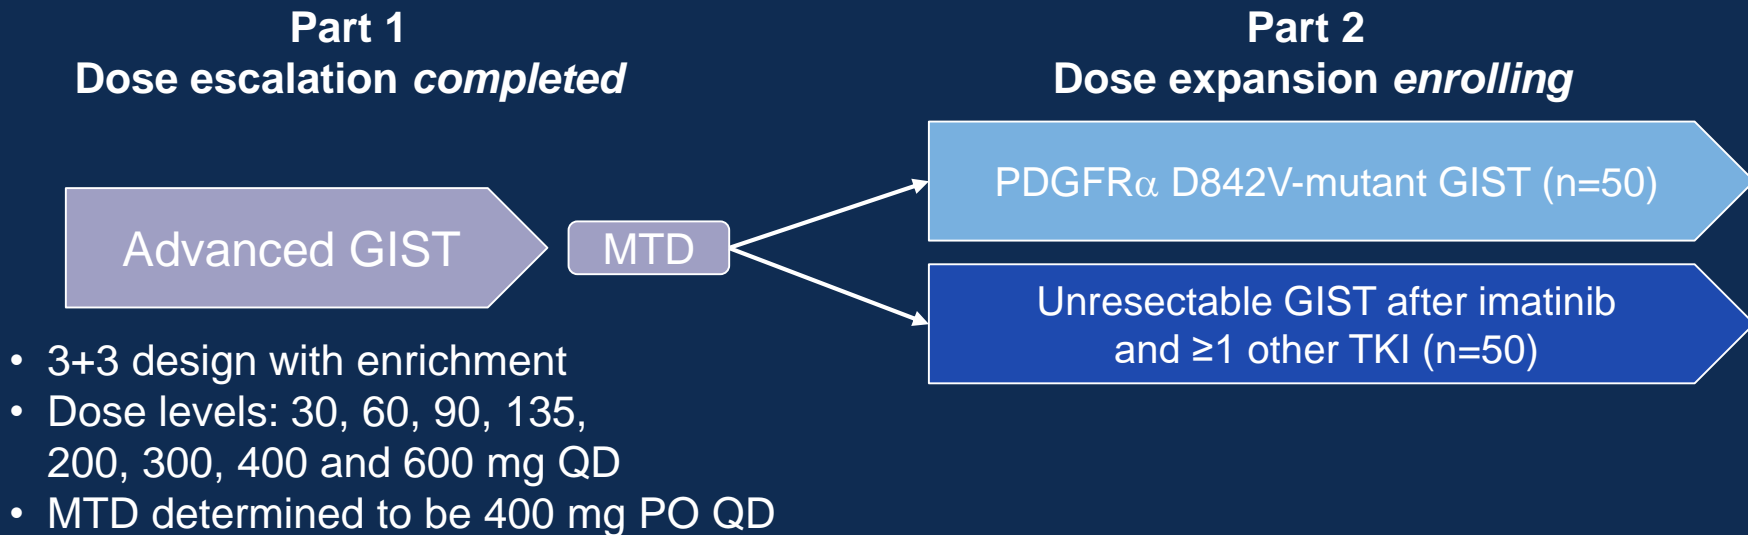 Part 1
Dose escalation completed
Advanced GIST
MTD
• 3+3 design with enrichment
• Dose levels: 30, 60, 90, 135,
200, 300, 400 and 600 mg QD
• MTD determined to be 400 mg PO QD
Part 2
Dose expansion enrolling
PDGFRα D842V-mutant GIST (n=50)
Unresectable GIST after imatinib
and ≥1 other TKI (n=50)